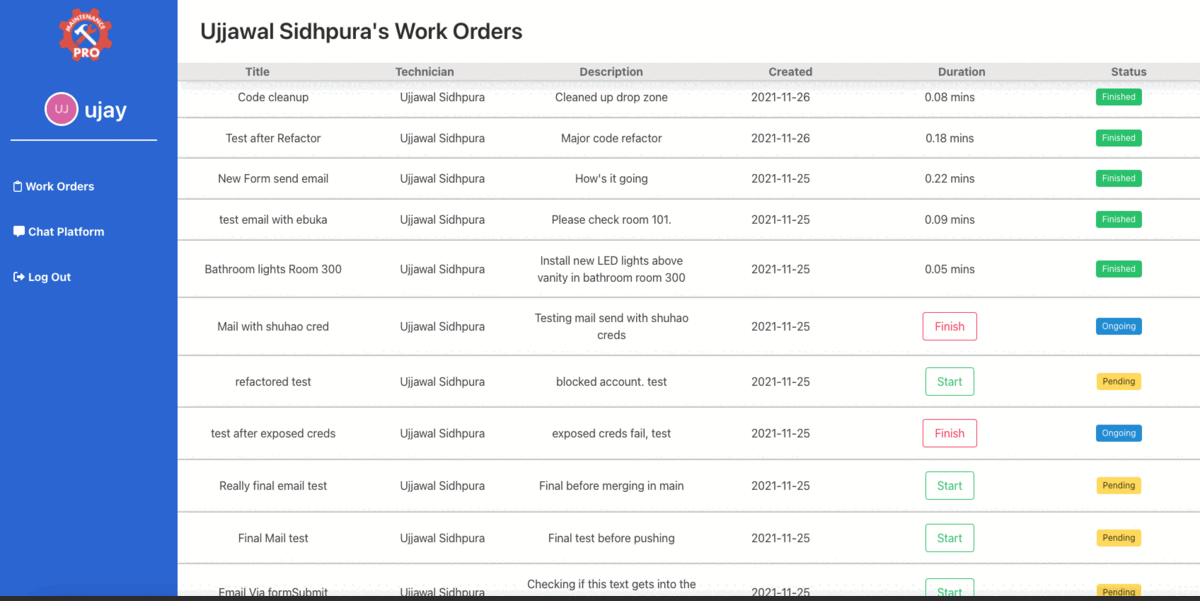 MAINTENANCE
PRO
UJ ujay
Work Orders
Chat Platform
Log Out
Ujjawal Sidhpura's Work Orders
Title Technician Description Created Duration Status
Code cleanup Ujjawal Sidhpura Cleaned up drop zone 2021-11-26 0.08 mins Finished
Test after Refactor Ujjawal Sidhpura Major code refactor 2021-11-26 0.18 mins Finished
New Form send email Ujjawal Sidhpura How's it going 2021-11-25 0.22 mins Finished
test email with ebuka Ujjawal Sidhpura Please check room 101. 2021-11-25 0.09 mins Finished
Bathroom lights Room 300 Ujjawal Sidhpura Install new LED lights above 2021-11-25 0.05 mins Finished
vanity in bathroom room 300
Mail with shuhao cred Ujjawal Sidhpura Testing mail send with shuhao 2021-11-25 Finish Ongoing
creds
refactored test Ujjawal Sidhpura blocked account. test 2021-11-25 Start Pending
test after exposed creds Ujjawal Sidhpura exposed creds fail, test 2021-11-25 Finish Ongoing
Really final email test Ujjawal Sidhpura Final before merging in main 2021-11-25 Start Pending
Final Mail test Ujjawal Sidhpura Final test before pushing 2021-11-25 Start Pending
Checking if this text gets into the
Email Via formSubmit Ujjawal Sidhpura 2021-11-25 Start Pending